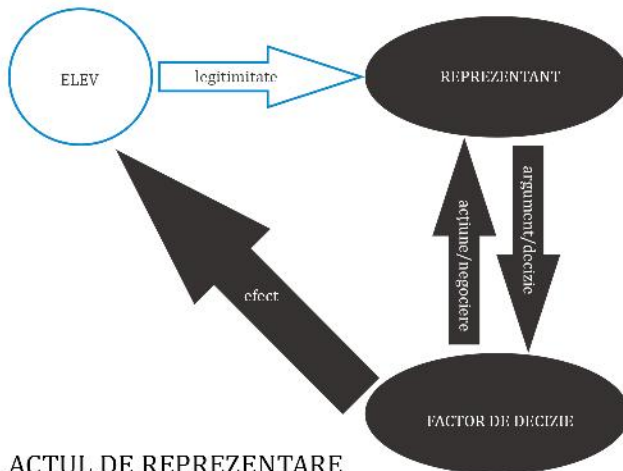 ELEV
legitimitate
REPREZENTANT
acțiune/negociere
argument/decizie
efect
FACTOR DE DECIZIE
ACTUL DE REPREZENTARE